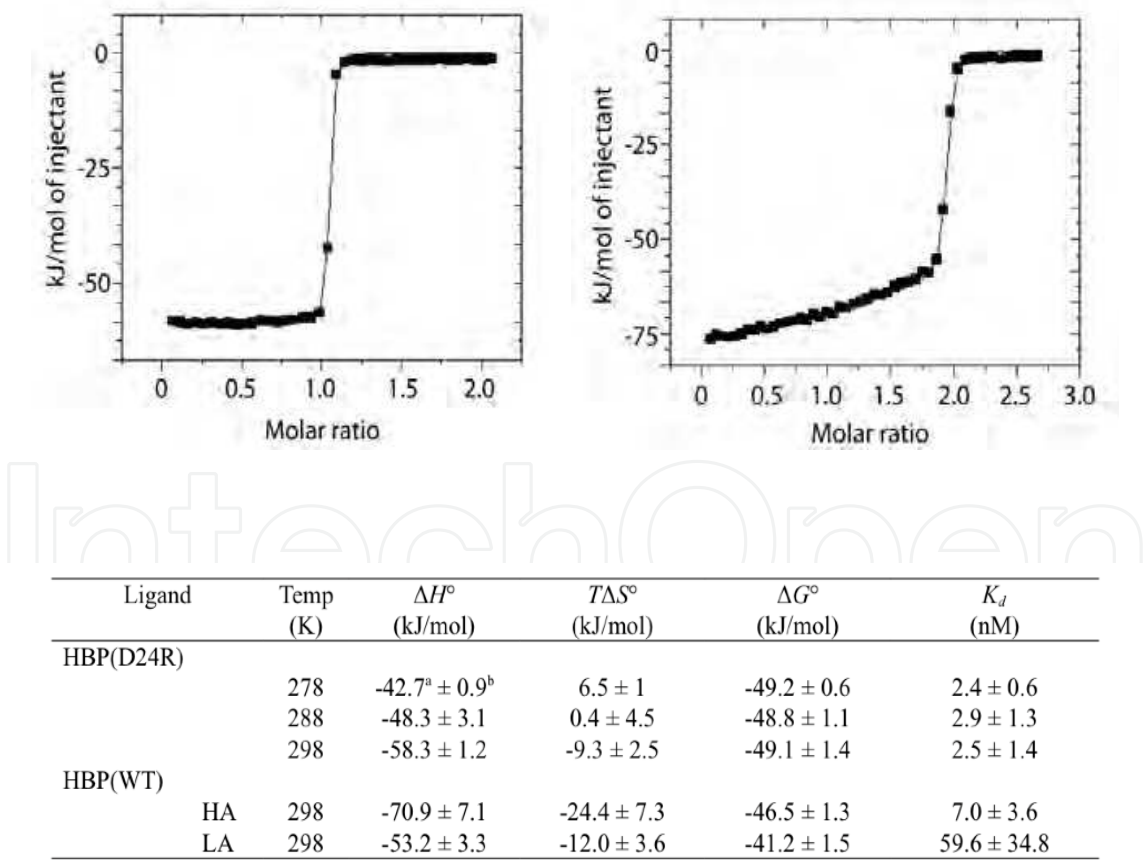 0
-25
-50
kJ/mol of injectant
0 0.5 1.0 1.5 2.0
Molar ratio
0
-25
-50
-75
kJ/mol of injectant
0 0.5 1.0 1.5 2.0 2.5 3.0
Molar ratio
IntechOpen
Ligand Temp ΔH° TΔS° ΔG° Kd
(K) (kJ/mol) (kJ/mol) (kJ/mol) (nM)
HBP(D24R)
278 -42.7ᵃ ± 0.9ᵇ 6.5 ± 1 -49.2 ± 0.6 2.4 ± 0.6
288 -48.3 ± 3.1 0.4 ± 4.5 -48.8 ± 1.1 2.9 ± 1.3
298 -58.3 ± 1.2 -9.3 ± 2.5 -49.1 ± 1.4 2.5 ± 1.4
HBP(WT)
HA 298 -70.9 ± 7.1 -24.4 ± 7.3 -46.5 ± 1.3 7.0 ± 3.6
LA 298 -53.2 ± 3.3 -12.0 ± 3.6 -41.2 ± 1.5 59.6 ± 34.8